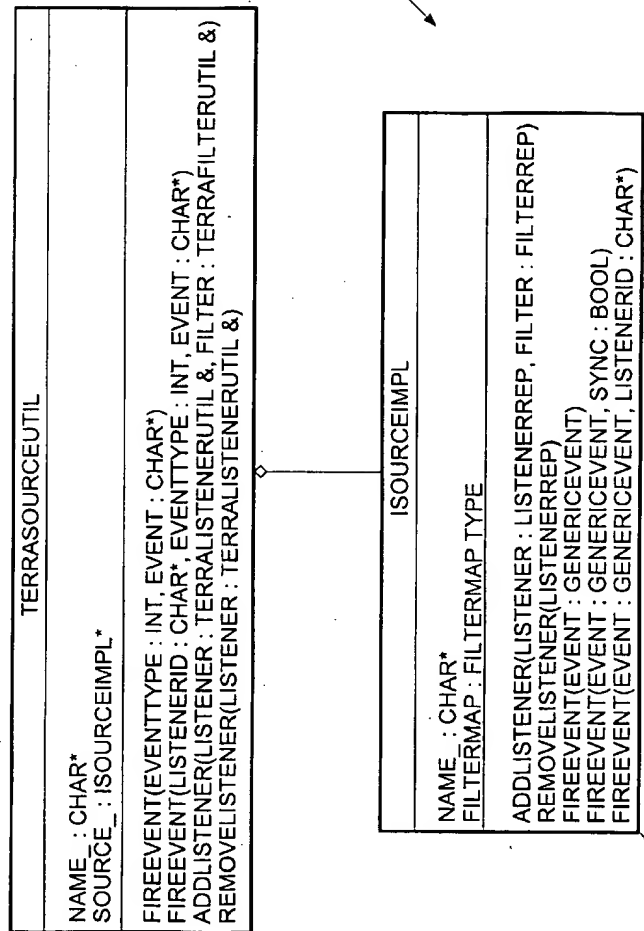 TERRASOURCEUTIL
NAME_ : CHAR*
SOURCE_ : ISOURCEIMPL*
FIREEVENT(EVENTTYPE : INT, EVENT : CHAR*)
FIREEVENT(LISTENERID : CHAR*, EVENTTYPE : INT, EVENT : CHAR*)
ADDLISTENER(LISTENER : TERRALISTENERUTIL &, FILTER : TERRAFILTERUTIL &)
REMOVELISTENER(LISTENER : TERRALISTENERUTIL &)
ISOURCEIMPL
NAME_ : CHAR*
FILTERMAP : FILTERMAP TYPE
ADDLISTENER(LISTENER : LISTENERREP, FILTER : FILTERREP)
REMOVELISTENER(LISTENERREP)
FIREEVENT(EVENT : GENERICEVENT)
FIREEVENT(EVENT : GENERICEVENT, SYNC : BOOL)
FIREEVENT(EVENT : GENERICEVENT, LISTENERID : CHAR*)